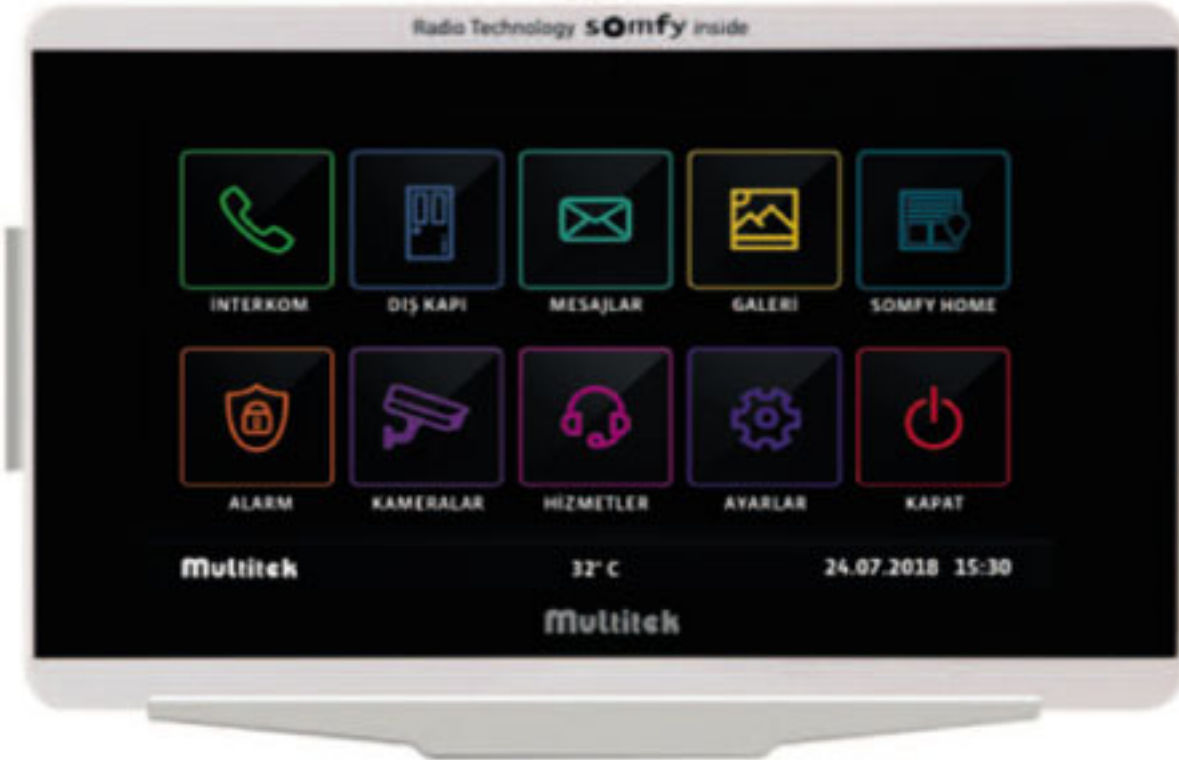 Radio Technology somfy inside
İNTERKOM DIŞ KAPI MESAJLAR GALERİ SOMFY HOME
ALARM KAMERALAR HİZMETLER AYARLAR KAPAT
Multitek 32° C 24.07.2018 15:30
Multitek